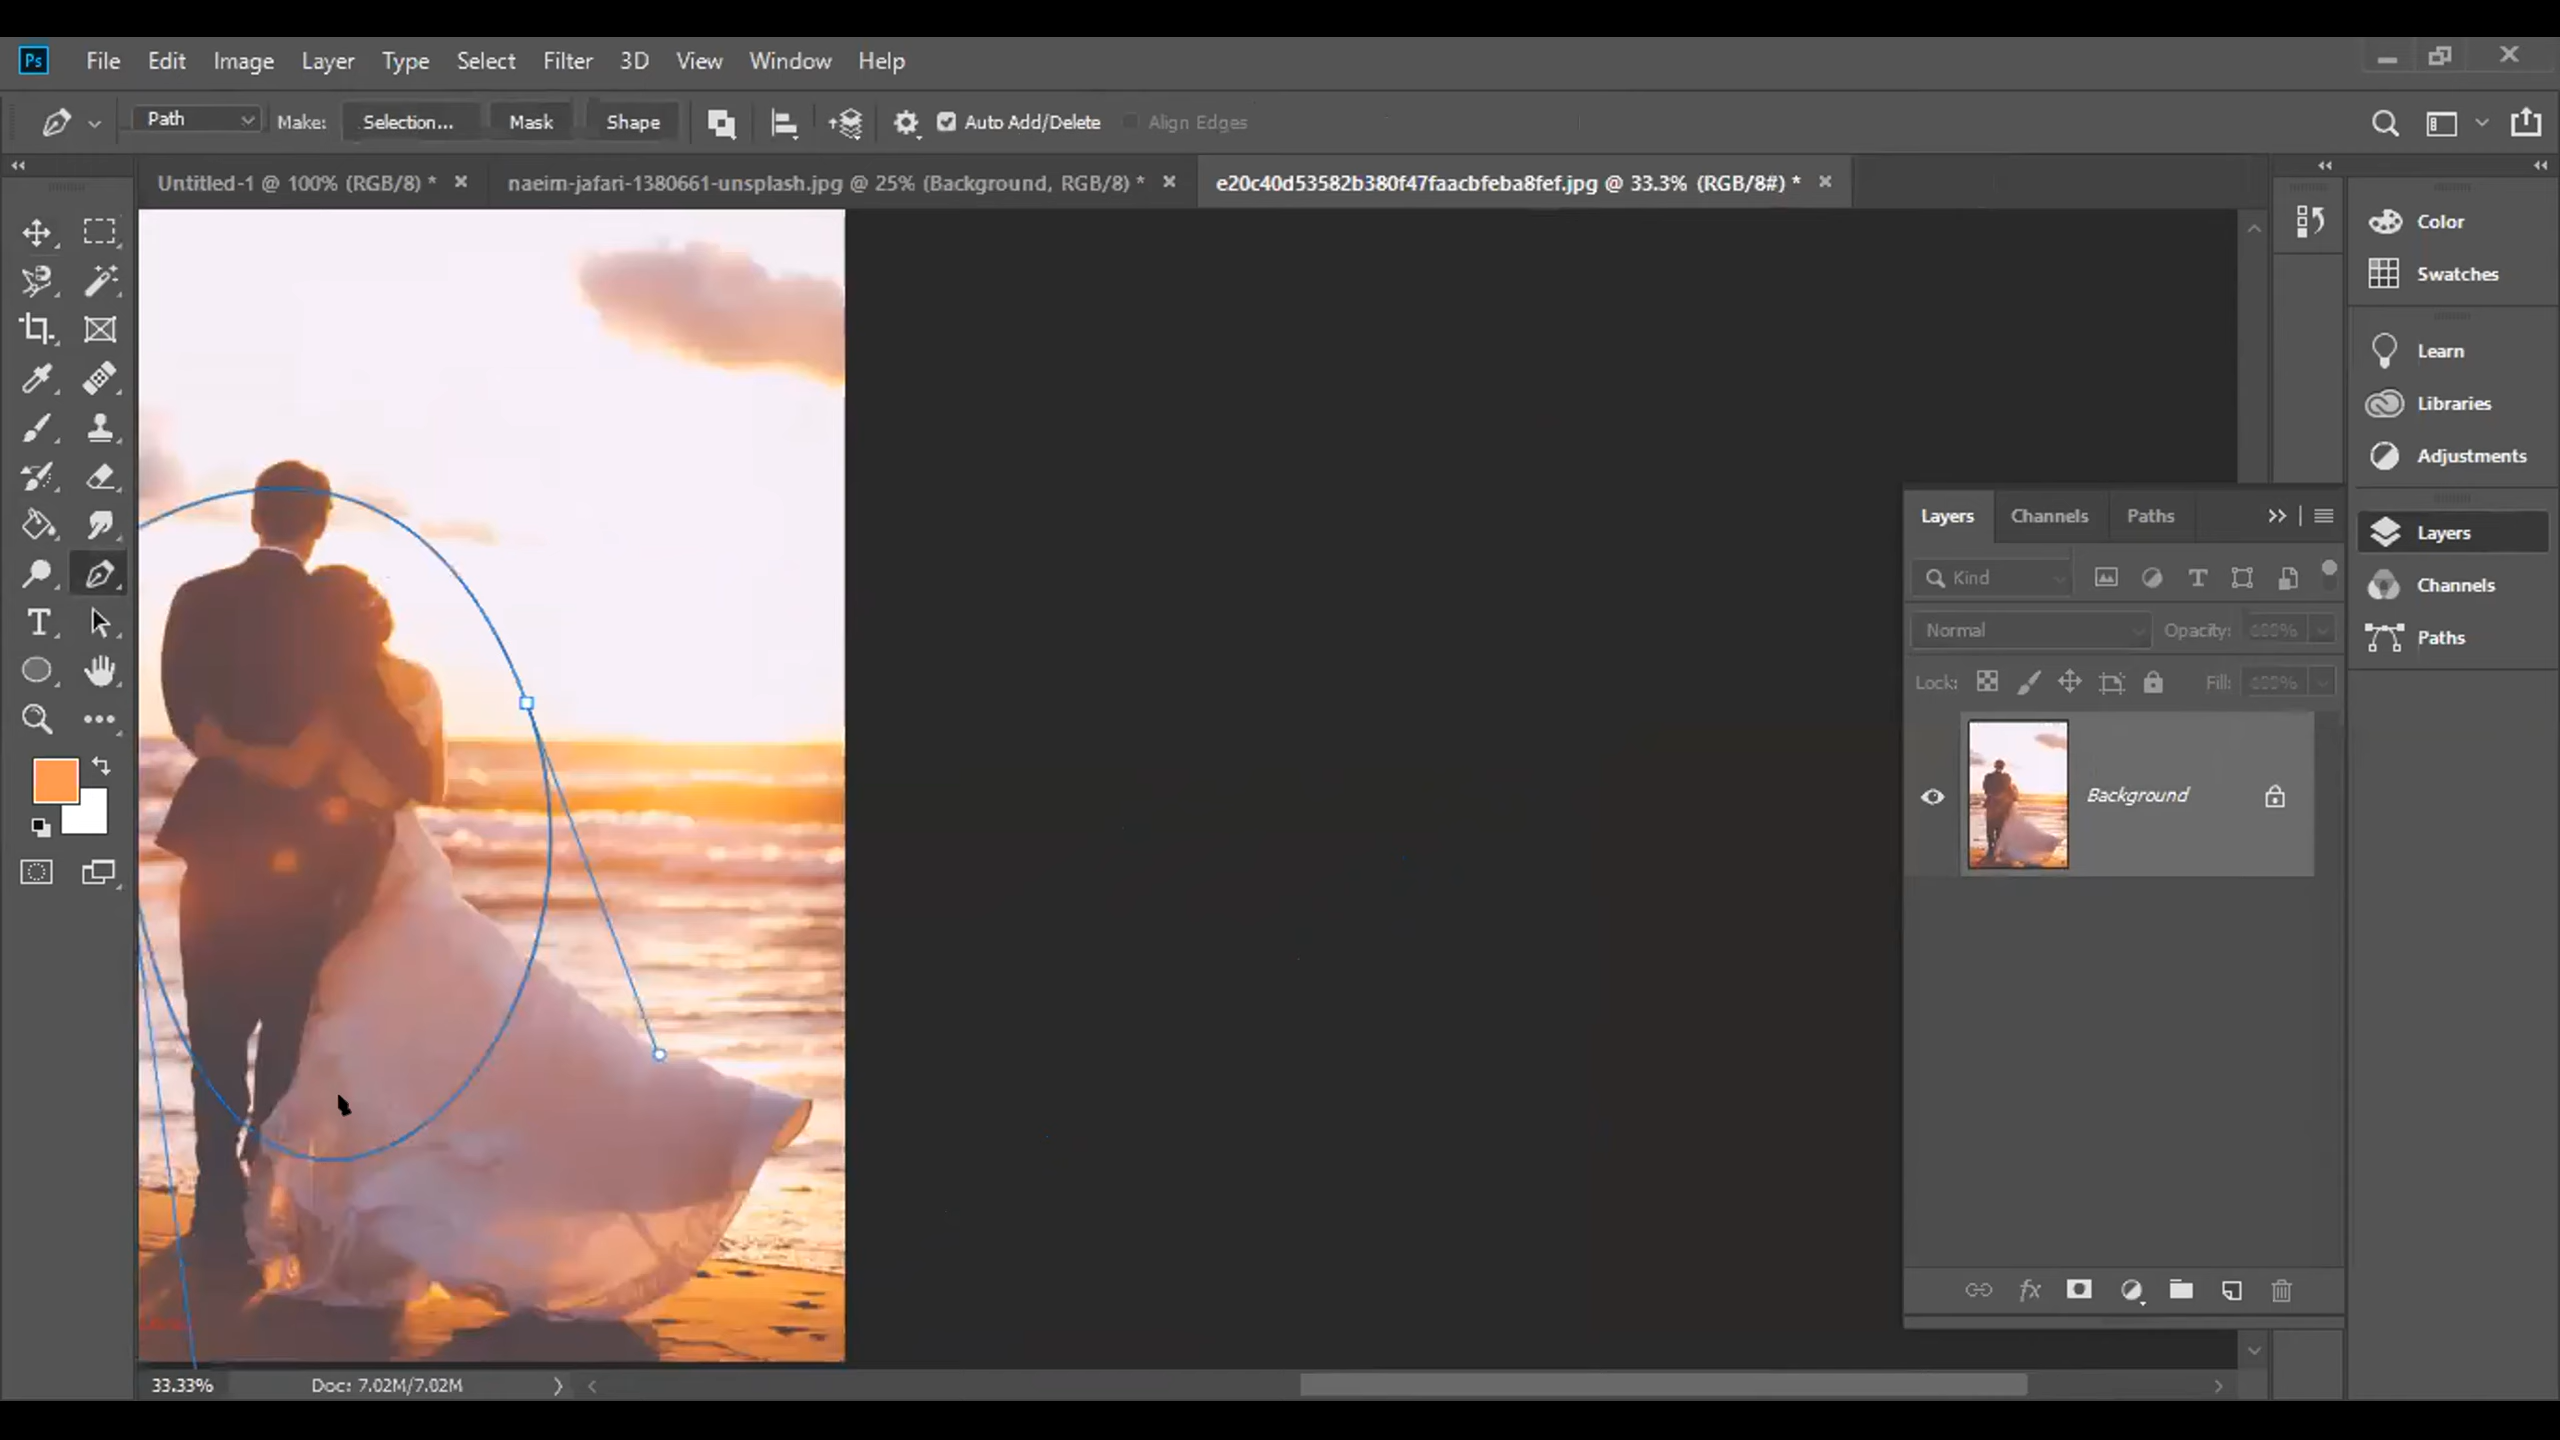 Ps File Edit Image Layer Type Select Filter 3D View Window Help
Path Make: Selection... Mask Shape Auto Add/Delete Align Edges
Untitled-1 @ 100% (RGB/8) * naeim-jafari-1380661-unsplash.jpg @ 25% (Background, RGB/8) * e20c40d53582b380f47faacbfeba8fef.jpg @ 33.3% (RGB/8#) *
Color
Swatches
Learn
Libraries
Adjustments
Layers
Channels
Paths
Layers Channels Paths
Kind
Normal Opacity:
Lock: Fill:
Background
fx
33.33% Doc: 7.02M/7.02M